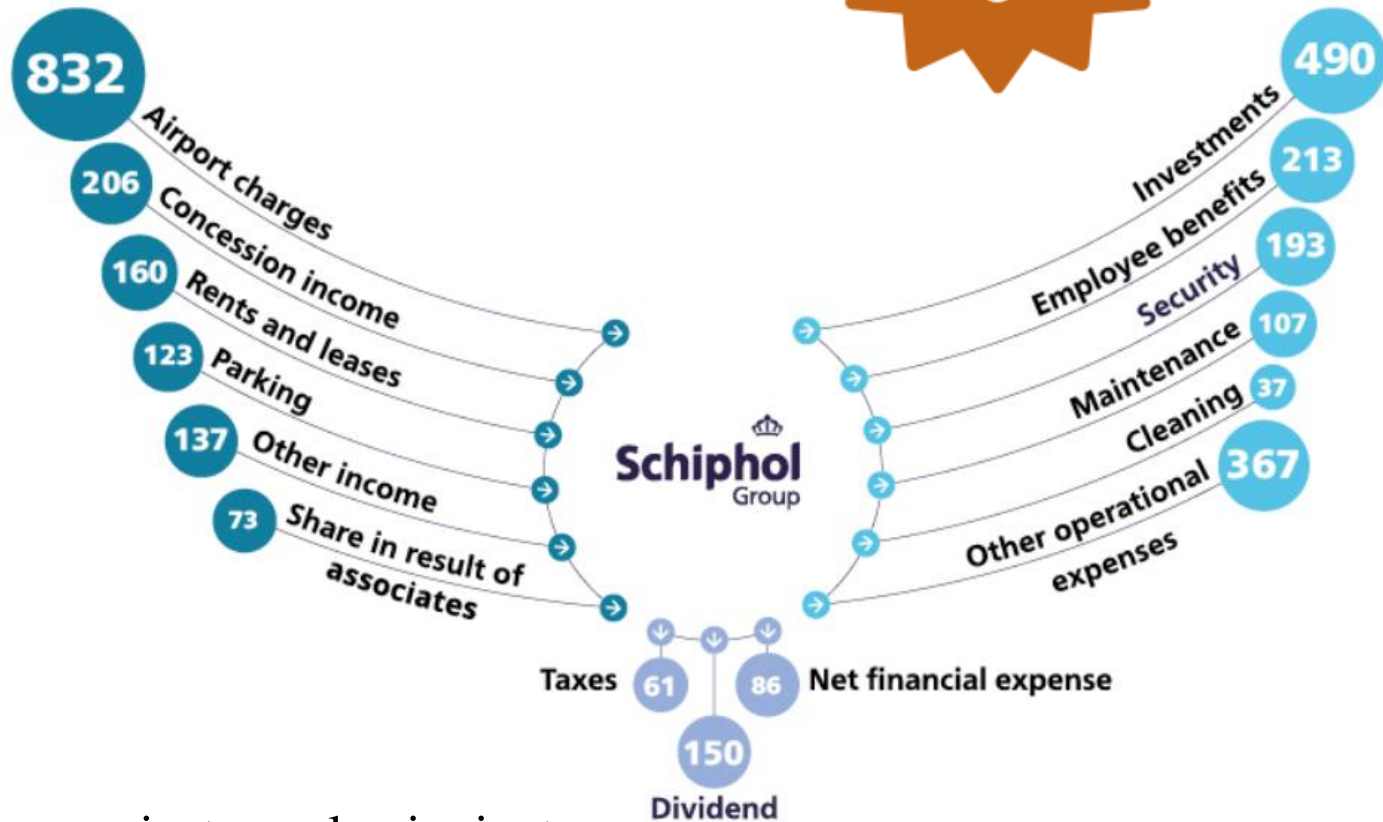 832
Airport charges
206
Concession income
160
Rents and leases
123
Parking
137
Other income
73
Share in result of
associates
Schiphol
Group
490
Investments
213
Employee benefits
193
Security
107
Maintenance
37
Cleaning
367
Other operational
expenses
Taxes
61
150
Dividend
86
Net financial expense